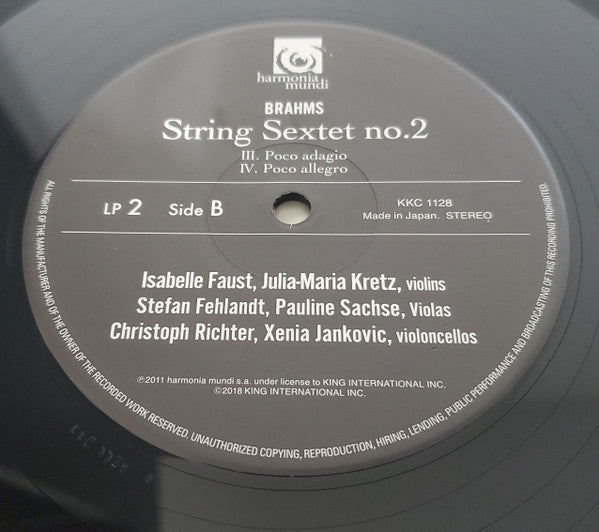 harmonia
mundi
BRAHMS
String Sextet no.2
III. Poco adagio
IV. Poco allegro
LP 2 Side B
KKC 1128
Made in Japan. STEREO
Isabelle Faust, Julia-Maria Kretz, violins
Stefan Fehlandt, Pauline Sachse, Violas
Christoph Richter, Xenia Jankovic, violoncellos
℗2011 harmonia mundi s.a. under license to KING INTERNATIONAL INC.
©2018 KING INTERNATIONAL INC.
ALL RIGHTS OF THE MANUFACTURER AND OF THE OWNER OF THE RECORDED WORK RESERVED. UNAUTHORIZED COPYING, REPRODUCTION, HIRING, LENDING, PUBLIC PERFORMANCE AND BROADCASTING OF THIS RECORDING PROHIBITED.
KKC 1128 B